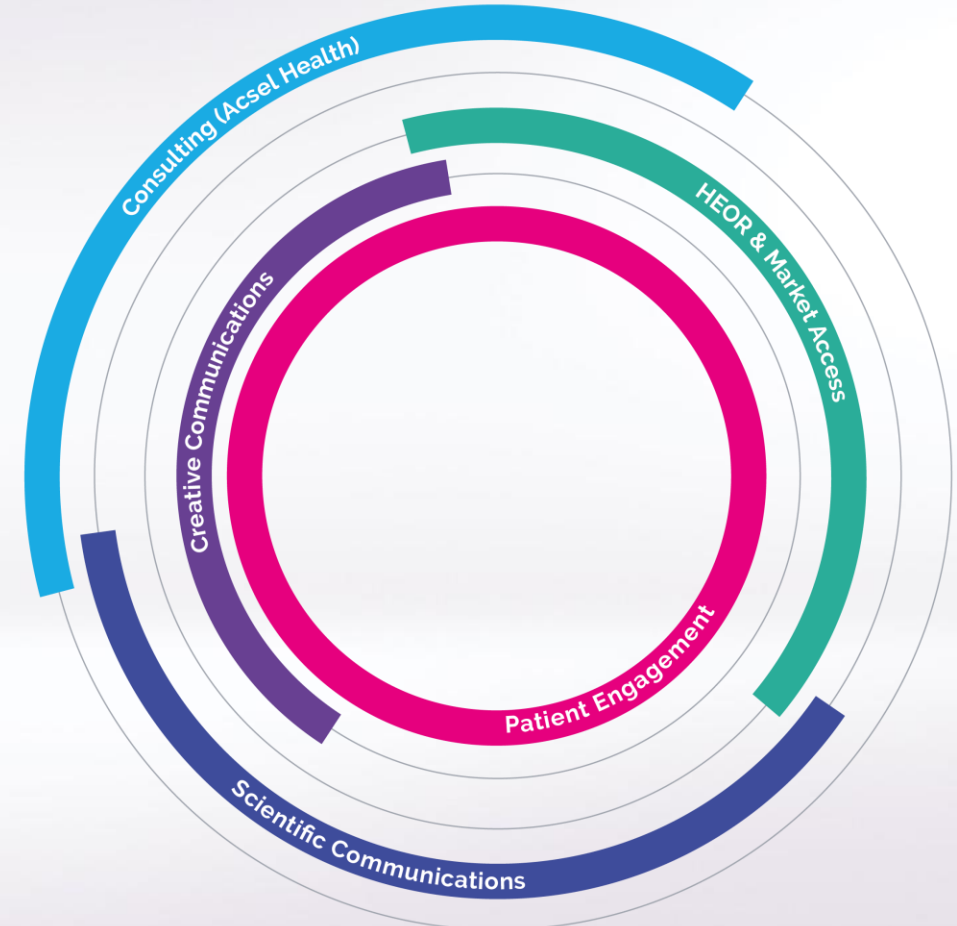 Consulting (Acsel Health)
HEOR & Market Access
Creative Communications
Patient Engagement
Scientific Communications